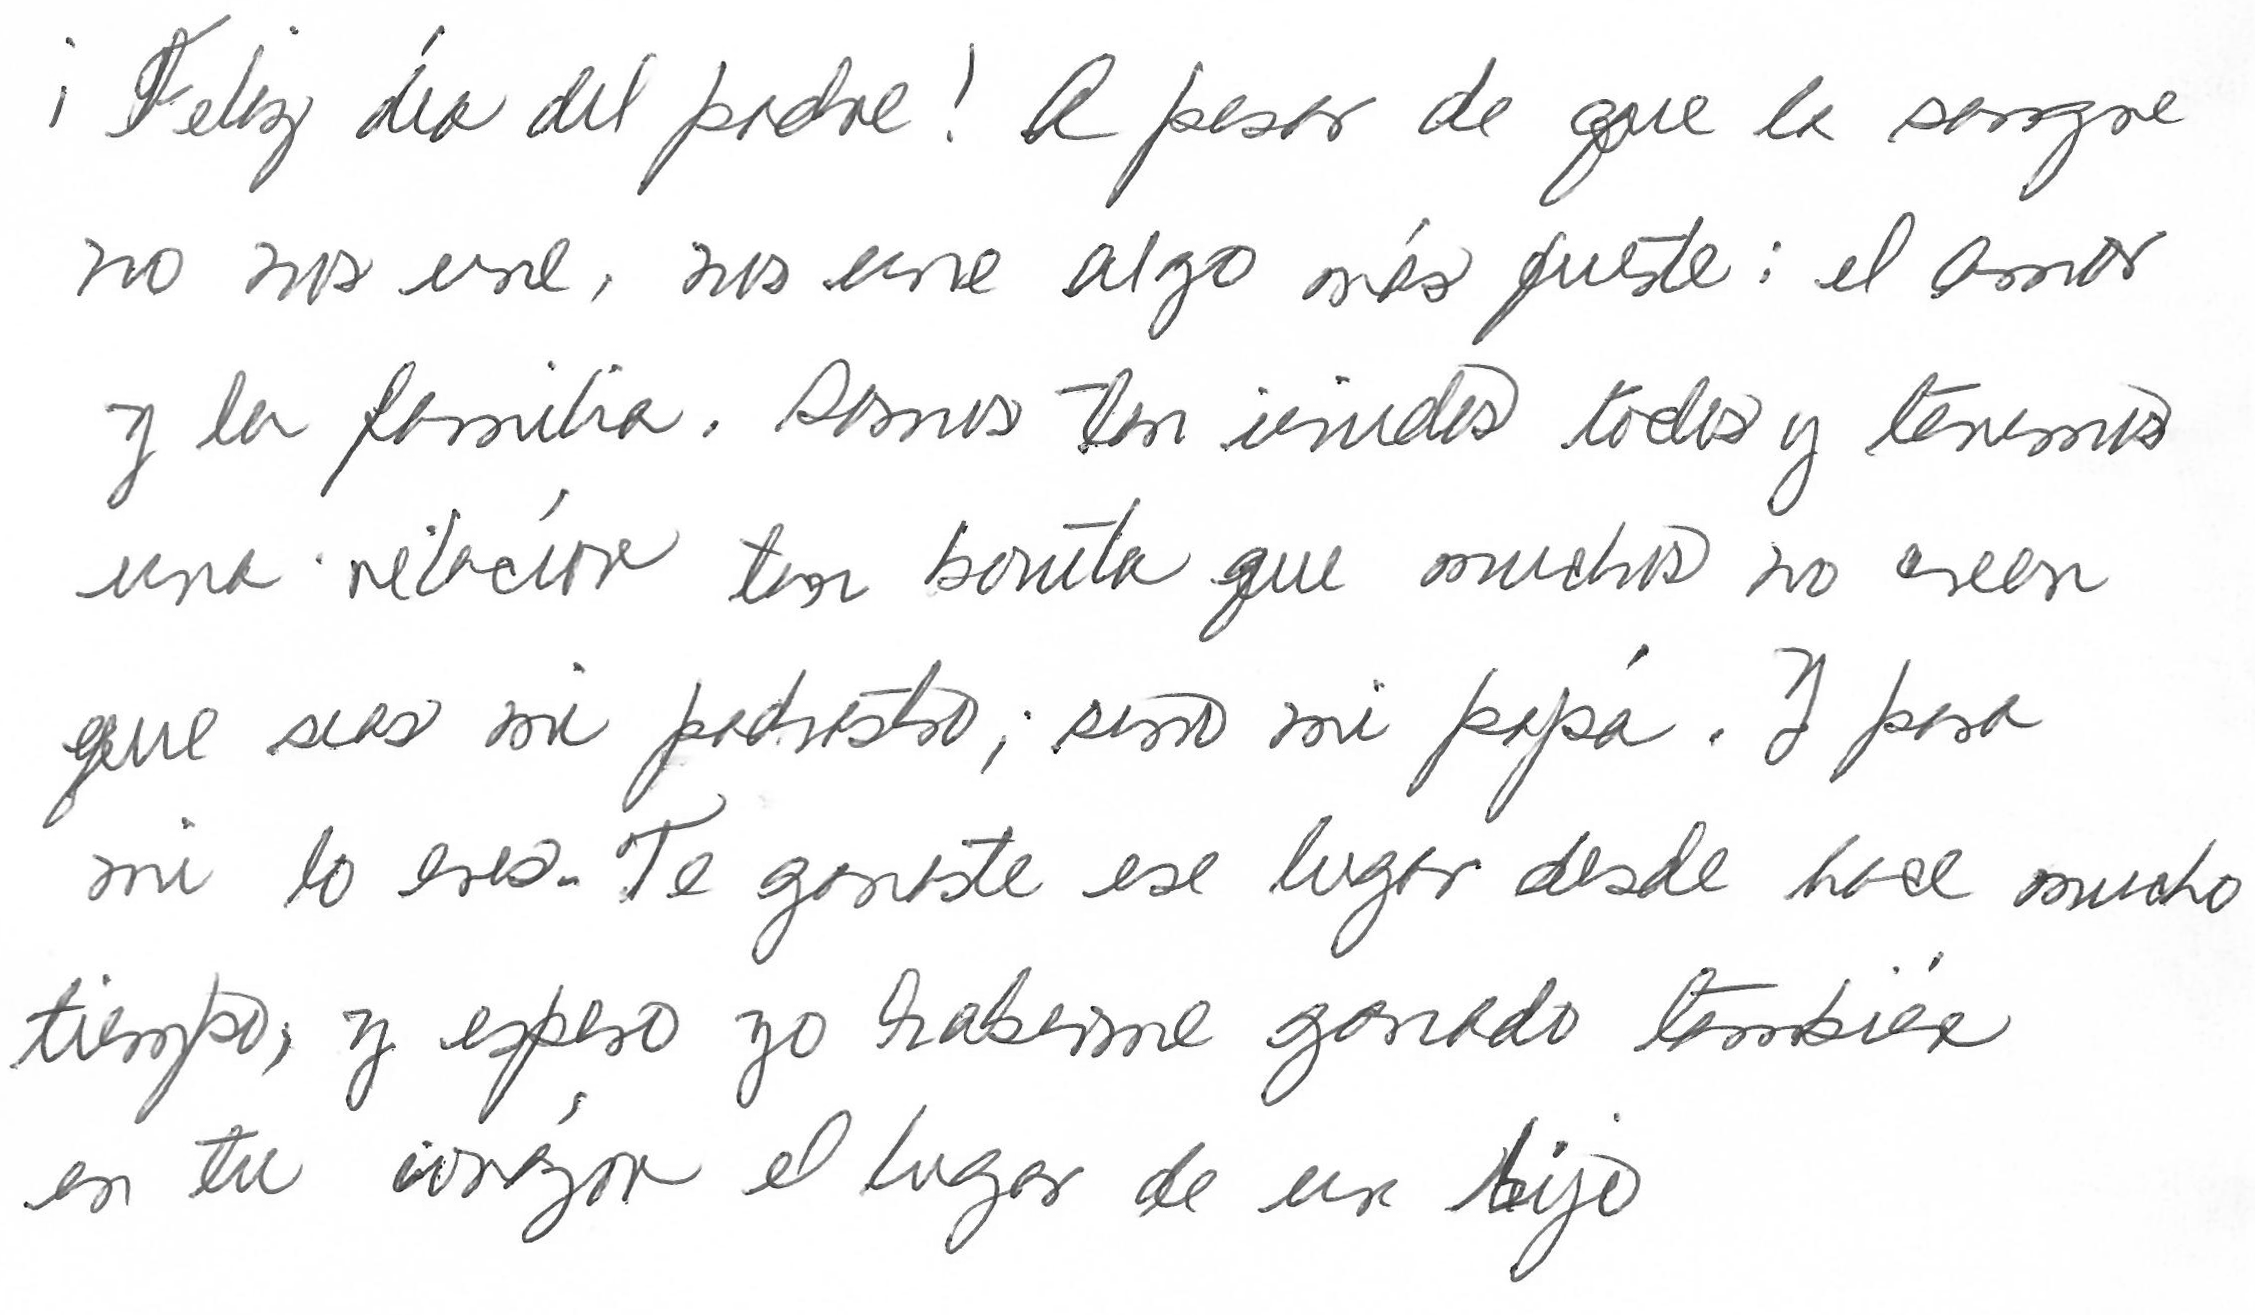 ¡Feliz día del padre! A pesar de que la sangre
no nos une, nos une algo más fuerte: el amor
y la familia. Somos tan unidos todos y tenemos
una relación tan bonita que muchos no creen
que seas mi padrastro, sino mi papá. Y para
mi lo eres. Te ganaste ese lugar desde hace mucho
tiempo, y espero yo haberme ganado también
en tu corazón el lugar de un hijo